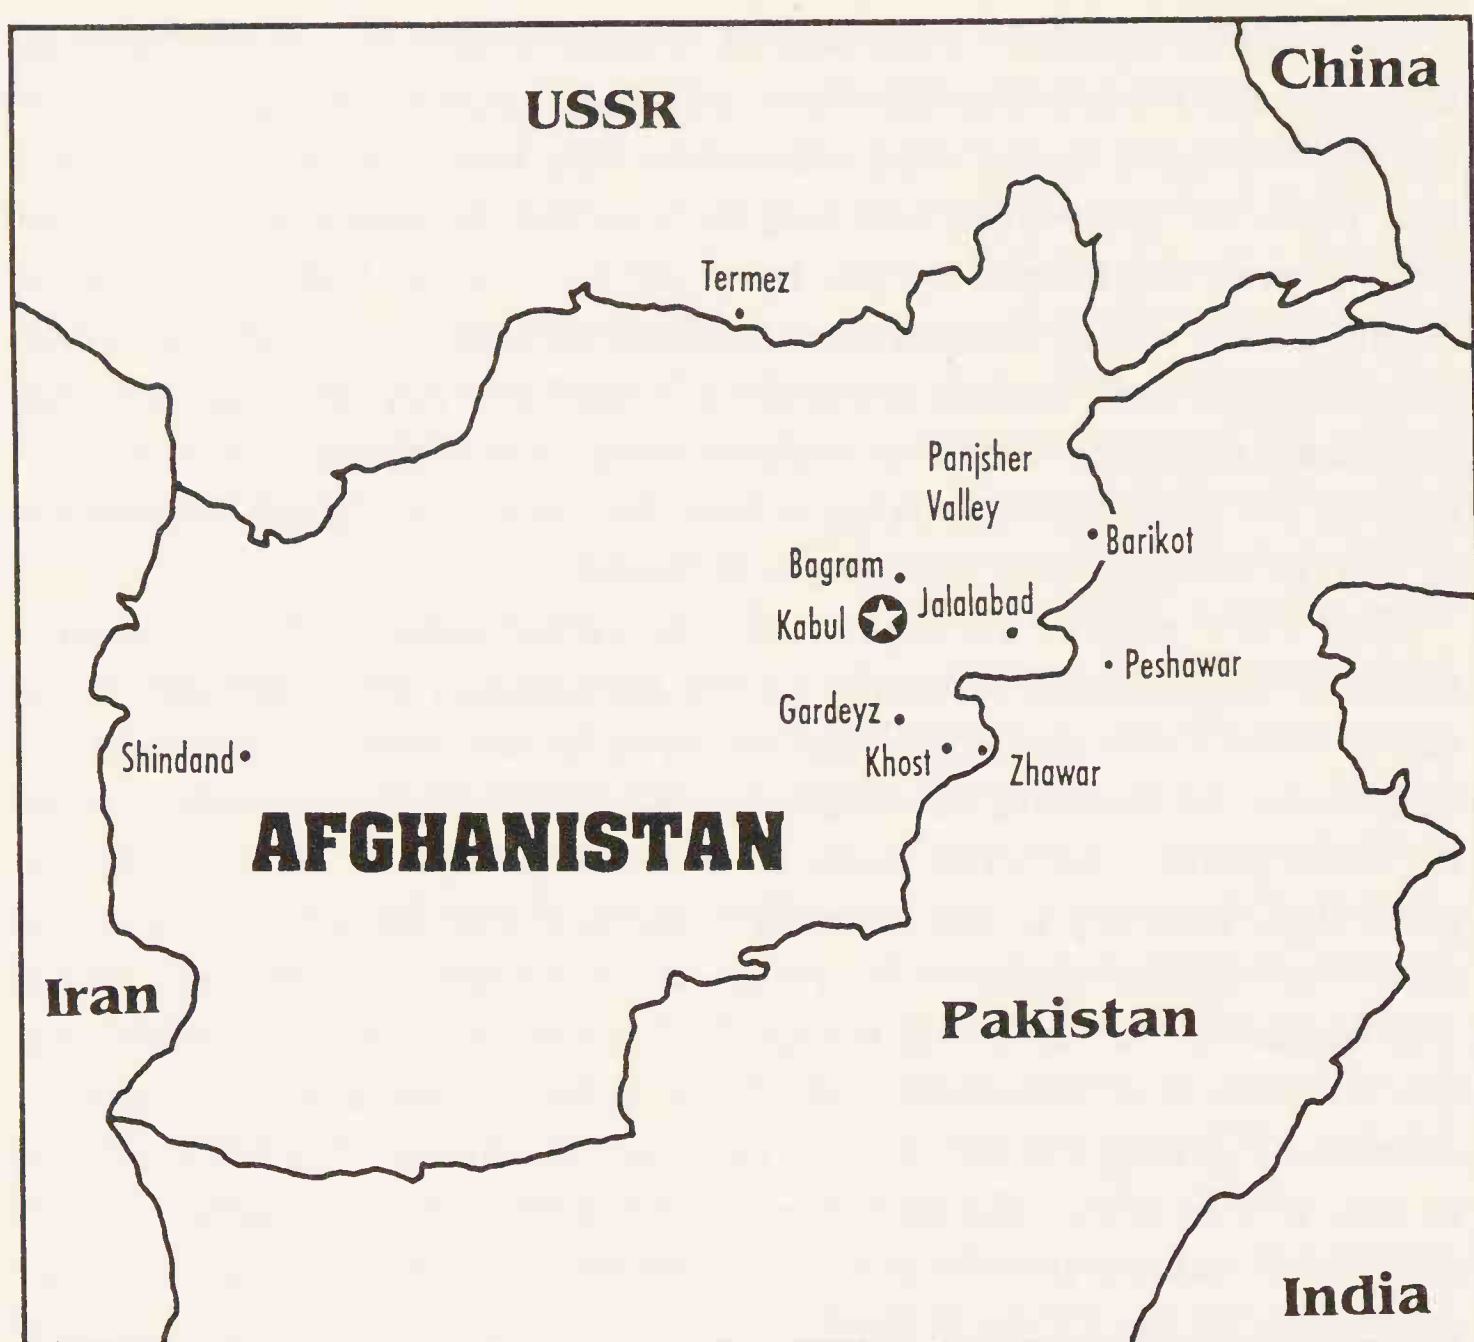 China
USSR
Termez
Panjsher
Valley
Barikot
Bagram
Jalalabad
Kabul
Peshawar
Gardeyz
Khost
Zhawar
Shindand
AFGHANISTAN
Iran
Pakistan
India